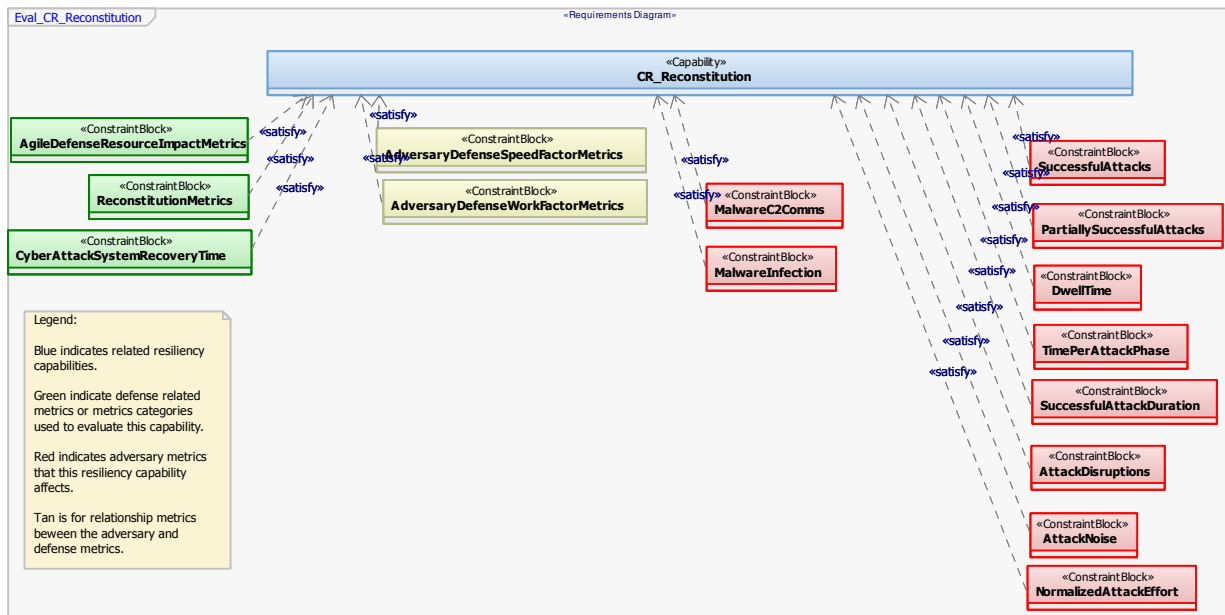 Eval_CR_Reconstitution
«Requirements Diagram»
«Capability»
CR_Reconstitution
«ConstraintBlock»
AgileDefenseResourceImpactMetrics
«ConstraintBlock»
ReconstitutionMetrics
«ConstraintBlock»
CyberAttackSystemRecoveryTime
«satisfy»
«satisfy»
«satisfy»
«satisfy»
«satisfy»
«ConstraintBlock»
AdversaryDefenseSpeedFactorMetrics
«ConstraintBlock»
AdversaryDefenseWorkFactorMetrics
«satisfy»
«satisfy»
«ConstraintBlock»
MalwareC2Comms
«ConstraintBlock»
MalwareInfection
«satisfy»
«satisfy»
«satisfy»
«satisfy»
«satisfy»
«satisfy»
«satisfy»
«satisfy»
«ConstraintBlock»
SuccessfulAttacks
«ConstraintBlock»
PartiallySuccessfulAttacks
«ConstraintBlock»
DwellTime
«ConstraintBlock»
TimePerAttackPhase
«ConstraintBlock»
SuccessfulAttackDuration
«ConstraintBlock»
AttackDisruptions
«ConstraintBlock»
AttackNoise
«ConstraintBlock»
NormalizedAttackEffort
Legend:
Blue indicates related resiliency
capabilities.
Green indicate defense related
metrics or metrics categories
used to evaluate this capability.
Red indicates adversary metrics
that this resiliency capability
affects.
Tan is for relationship metrics
beween the adversary and
defense metrics.